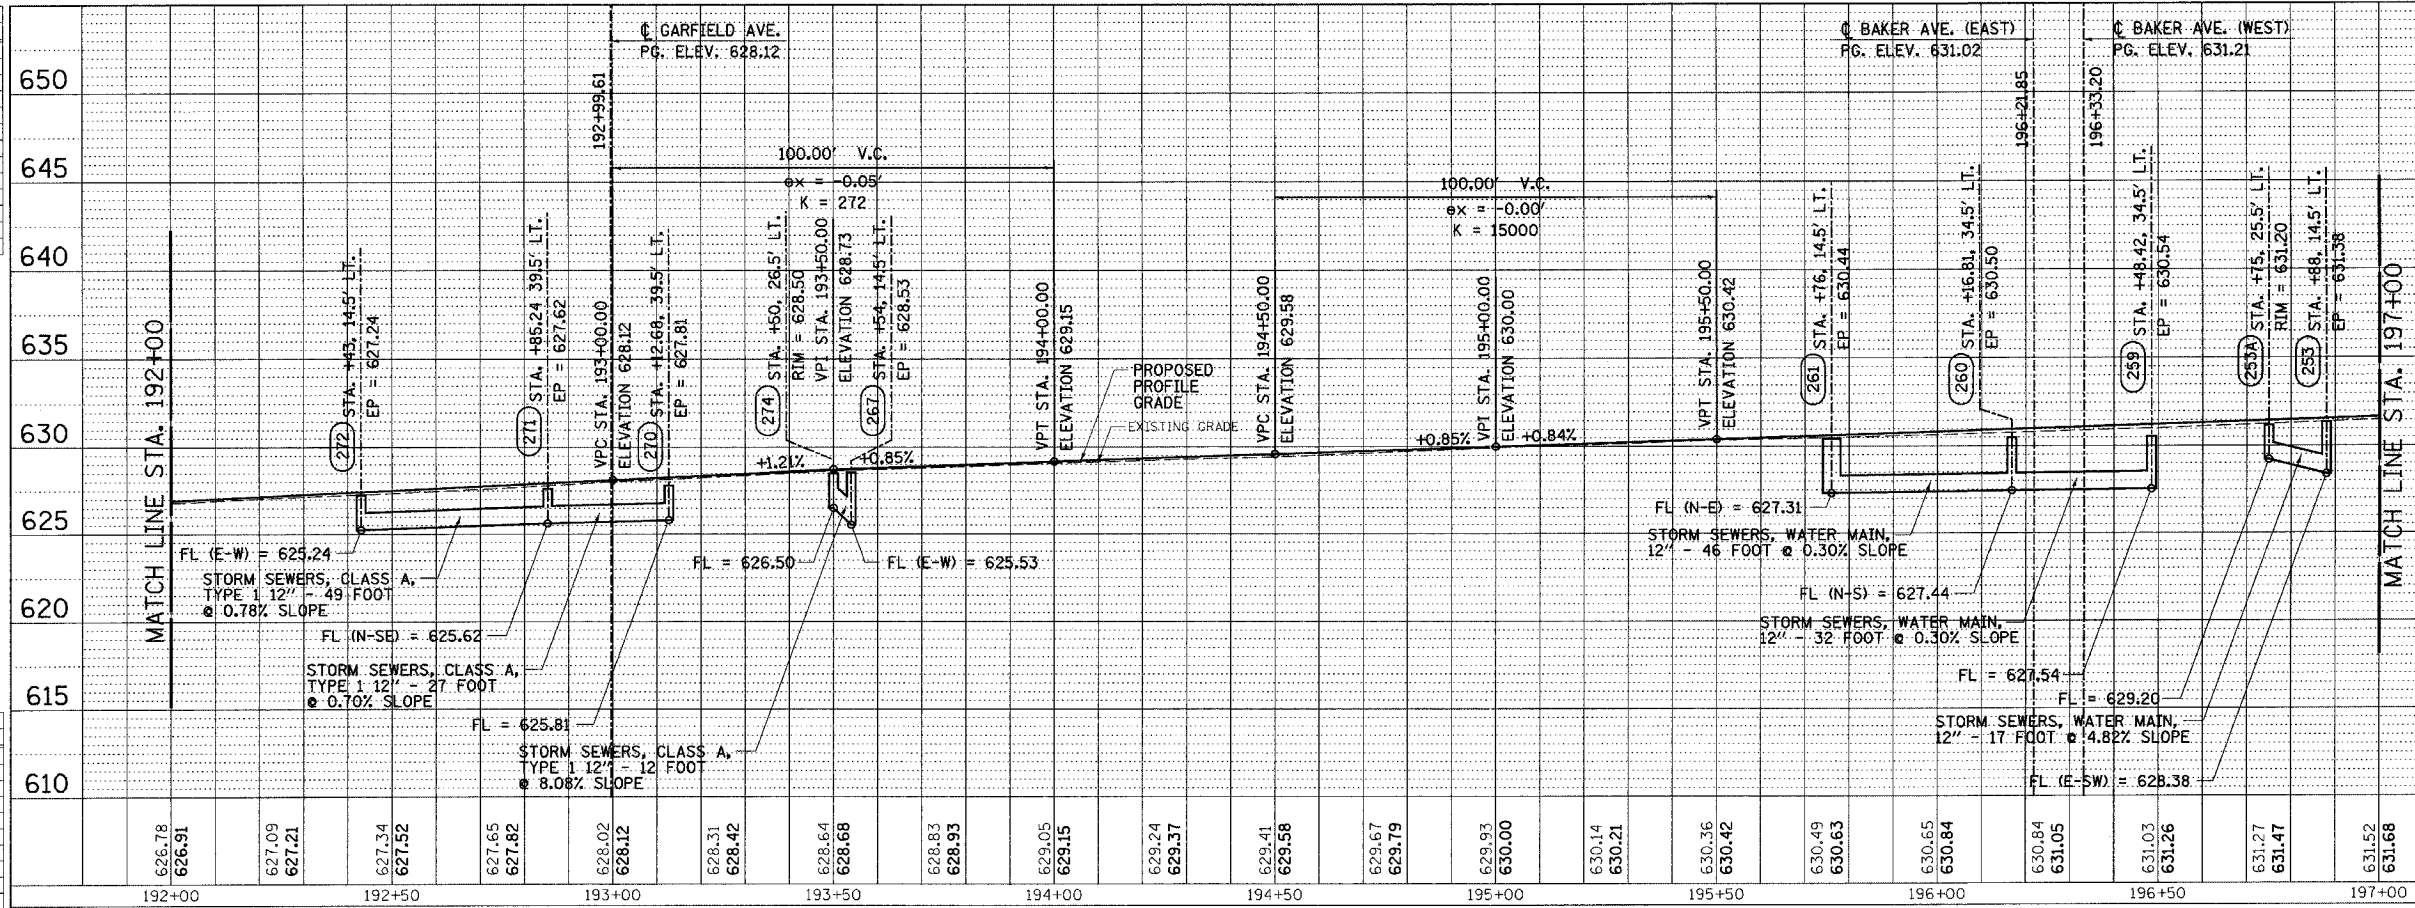 ℄ GARFIELD AVE.
PG. ELEV. 628.12
℄ BAKER AVE. (EAST)
PG. ELEV. 631.02
℄ BAKER AVE. (WEST)
PG. ELEV. 631.21
650
645
640
635
630
625
620
615
610
192+99.61
196+21.85
196+33.20
100.00' V.C.
ex = -0.05'
K = 272
100.00' V.C.
ex = -0.00'
K = 15000
MATCH LINE STA. 192+00
272 STA. +43, 14.5' LT.
EP = 627.24
271 STA. +85.24 39.5' LT.
EP = 627.62
VPC STA. 193+00.00
ELEVATION 628.12
270 STA. +12.68, 39.5' LT.
EP = 627.81
274 STA. +50, 26.5' LT.
RIM = 628.50
VPI STA. 193+50.00
ELEVATION 628.73
267 STA. +54, 14.5' LT.
EP = 628.53
VPT STA. 194+00.00
ELEVATION 629.15
PROPOSED
PROFILE
GRADE
EXISTING GRADE
VPC STA. 194+50.00
ELEVATION 629.58
VPI STA. 195+00.00
ELEVATION 630.00
VPT STA. 195+50.00
ELEVATION 630.42
261 STA. +76, 14.5' LT.
EP = 630.44
260 STA. +16.81, 34.5' LT.
EP = 630.50
259 STA. +48.42, 34.5' LT.
EP = 630.54
253A STA. +75, 25.5' LT.
RIM = 631.20
253 STA. +88, 14.5' LT.
EP = 631.38
MATCH LINE STA. 197+00
+1.21%
+0.85%
+0.85%
+0.84%
FL (E-W) = 625.24
STORM SEWERS, CLASS A,
TYPE 1 12" - 49 FOOT
@ 0.78% SLOPE
FL (N-SE) = 625.62
STORM SEWERS, CLASS A,
TYPE 1 12" - 27 FOOT
@ 0.70% SLOPE
FL = 625.81
STORM SEWERS, CLASS A,
TYPE 1 12" - 12 FOOT
@ 8.08% SLOPE
FL = 626.50
FL (E-W) = 625.53
FL (N-E) = 627.31
STORM SEWERS, WATER MAIN,
12" - 46 FOOT @ 0.30% SLOPE
FL (N-S) = 627.44
STORM SEWERS, WATER MAIN,
12" - 32 FOOT @ 0.30% SLOPE
FL = 627.54
FL = 629.20
STORM SEWERS, WATER MAIN,
12" - 17 FOOT @ 4.82% SLOPE
FL (E-SW) = 628.38
626.78
626.91
627.09
627.21
627.34
627.52
627.65
627.82
628.02
628.12
628.31
628.42
628.64
628.68
628.83
628.93
629.05
629.15
629.24
629.37
629.41
629.58
629.67
629.79
629.93
630.00
630.14
630.21
630.36
630.42
630.49
630.63
630.65
630.84
630.84
631.05
631.03
631.26
631.27
631.47
631.52
631.68
192+00 192+50 193+00 193+50 194+00 194+50 195+00 195+50 196+00 196+50 197+00